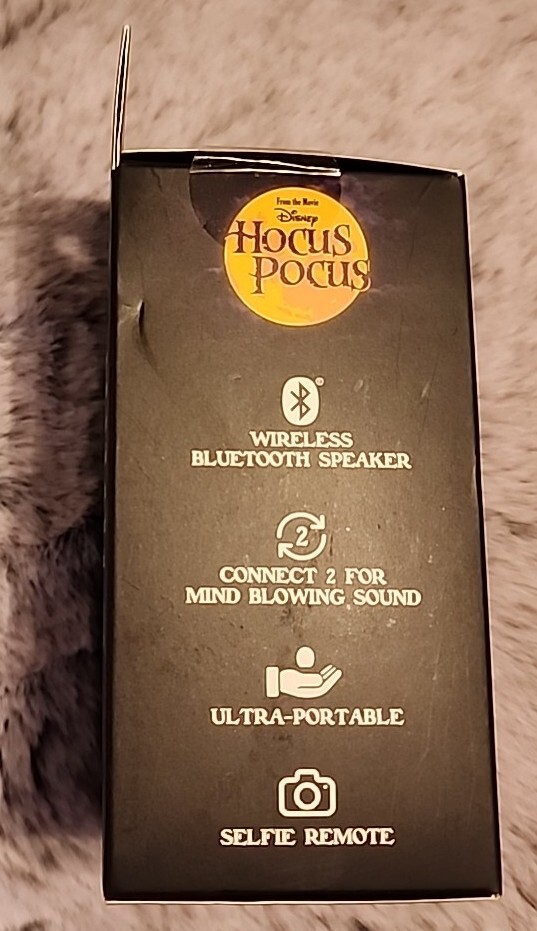 From the Movie
Disney
HOCUS
POCUS
WIRELESS
BLUETOOTH SPEAKER
2
CONNECT 2 FOR
MIND BLOWING SOUND
ULTRA-PORTABLE
SELFIE REMOTE